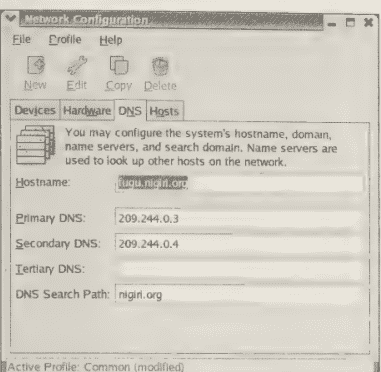 Network Configuration
File Profile Help
New Edit Copy Delete
Devices Hardware DNS Hosts
You may configure the system's hostname, domain,
name servers, and search domain. Name servers are
used to look up other hosts on the network.
Hostname: fugu.nigiri.org
Primary DNS: 209.244.0.3
Secondary DNS: 209.244.0.4
Tertiary DNS:
DNS Search Path: nigiri.org
Active Profile: Common (modified)